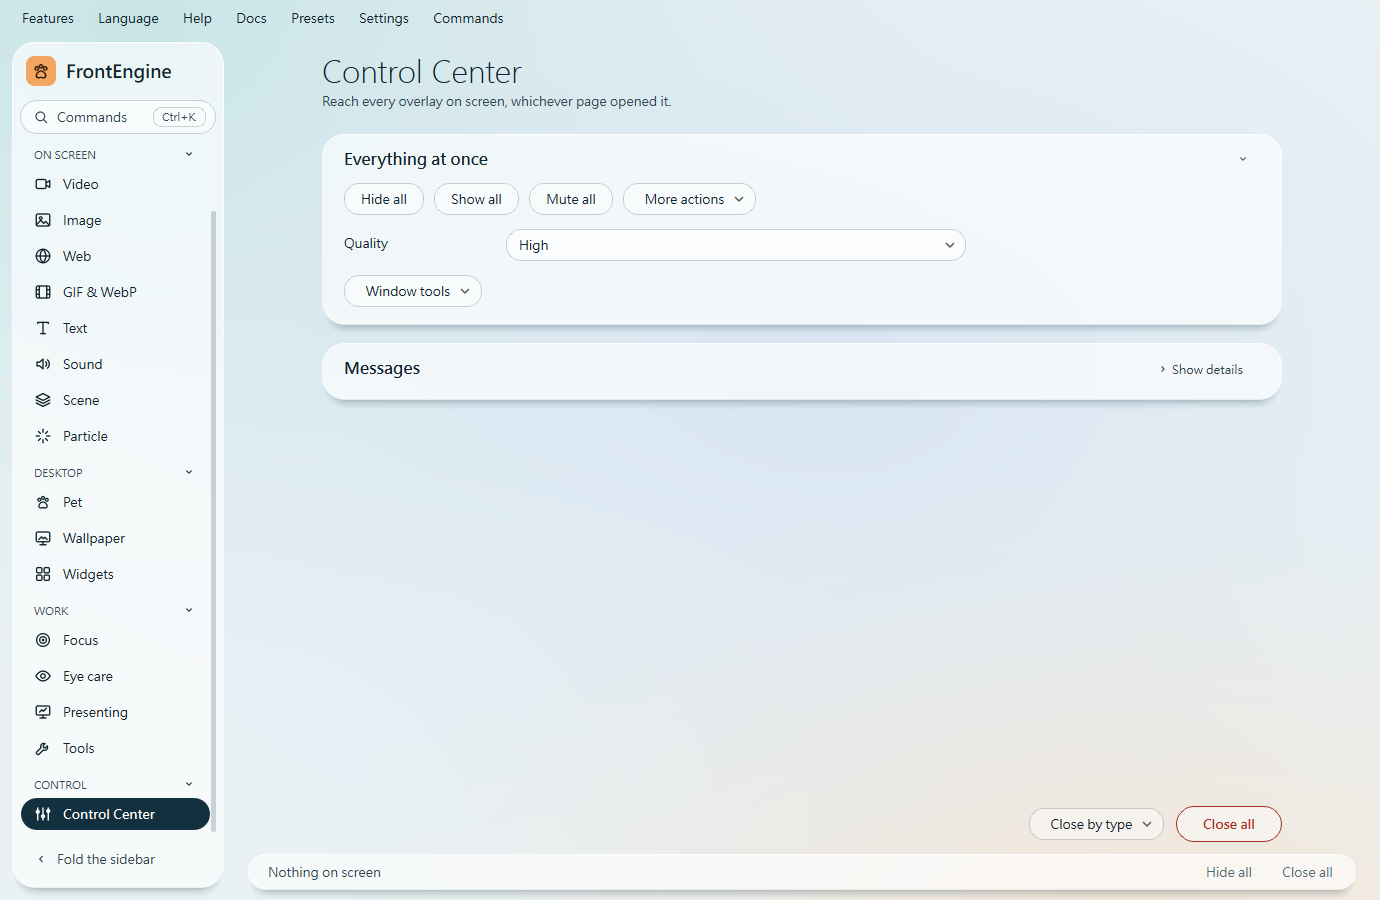 Features Language Help Docs Presets Settings Commands
FrontEngine
Commands Ctrl+K
ON SCREEN
Video
Image
Web
GIF & WebP
Text
Sound
Scene
Particle
DESKTOP
Pet
Wallpaper
Widgets
WORK
Focus
Eye care
Presenting
Tools
CONTROL
Control Center
Fold the sidebar
Control Center
Reach every overlay on screen, whichever page opened it.
Everything at once
Hide all Show all Mute all More actions
Quality High
Window tools
Messages Show details
Close by type Close all
Nothing on screen Hide all Close all